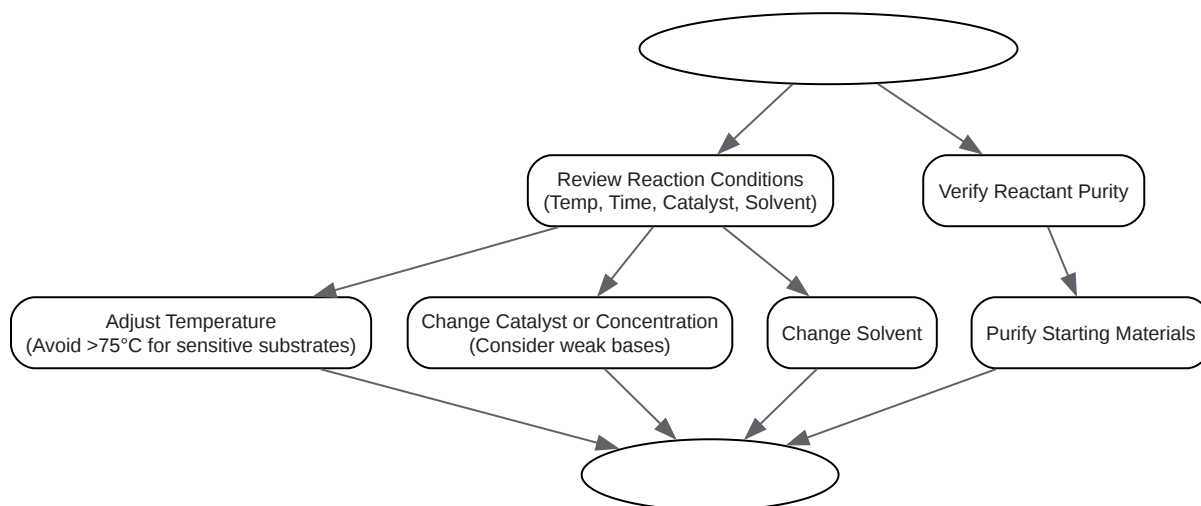 Review Reaction Conditions
(Temp, Time, Catalyst, Solvent)
Verify Reactant Purity
Adjust Temperature
(Avoid >75°C for sensitive substrates)
Change Catalyst or Concentration
(Consider weak bases)
Change Solvent
Purify Starting Materials